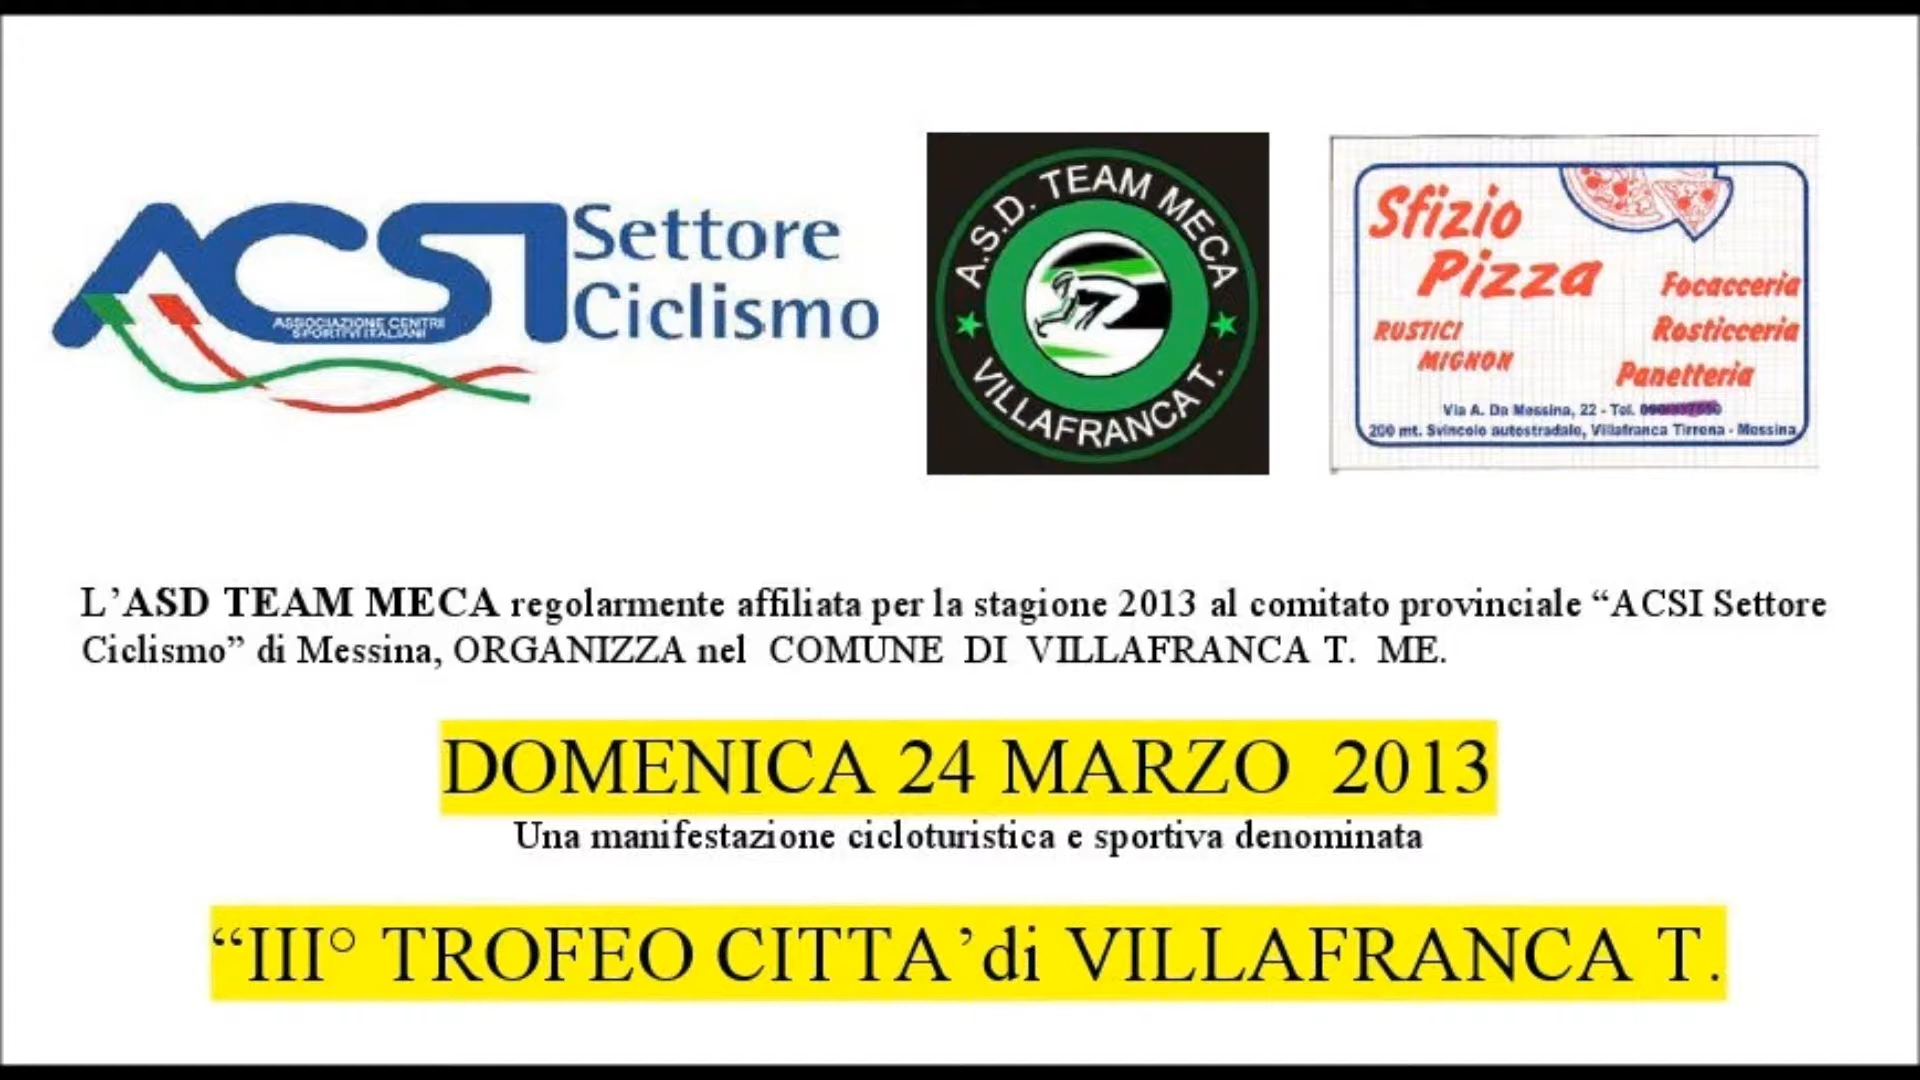 ACSI Settore
Ciclismo
ASSOCIAZIONE CENTRI
SPORTIVI ITALIANI
A.S.D. TEAM MECA
VILLAFRANCA T.
Sfizio
Pizza
Focacceria
RUSTICI
Rosticceria
MIGNON
Panetteria
Via A. Da Messina, 22 - Tel.
200 mt. Svincolo autostradale, Villafranca Tirrena - Messina
L’ASD TEAM MECA regolarmente affiliata per la stagione 2013 al comitato provinciale “ACSI Settore
Ciclismo” di Messina, ORGANIZZA nel COMUNE DI VILLAFRANCA T. ME.
DOMENICA 24 MARZO 2013
Una manifestazione cicloturistica e sportiva denominata
“III° TROFEO CITTA’di VILLAFRANCA T.